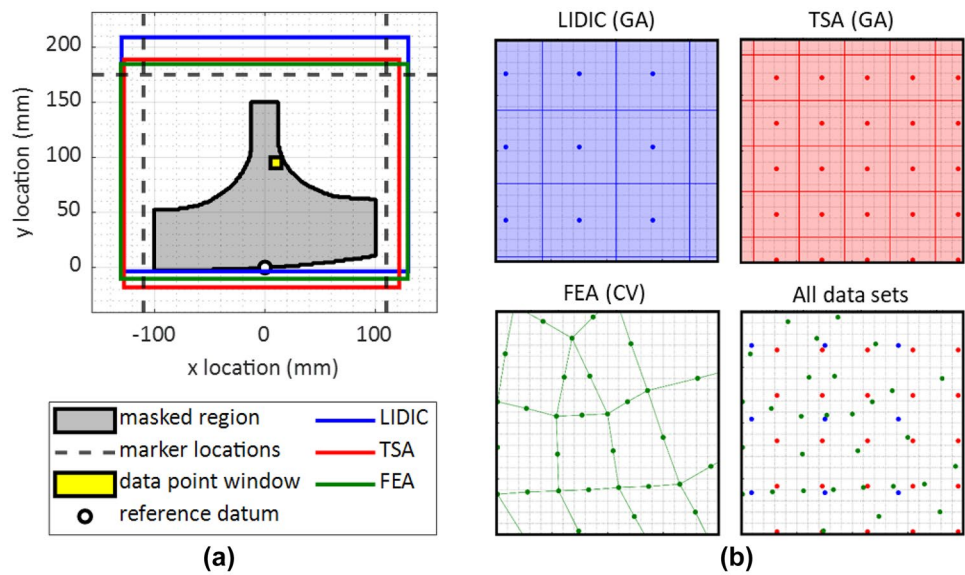 200
150
100
50
0
y location (mm)
-100
0
100
x location (mm)
masked region
LIDIC
marker locations
TSA
data point window
FEA
reference datum
(a)
LIDIC (GA)
TSA (GA)
FEA (CV)
All data sets
(b)